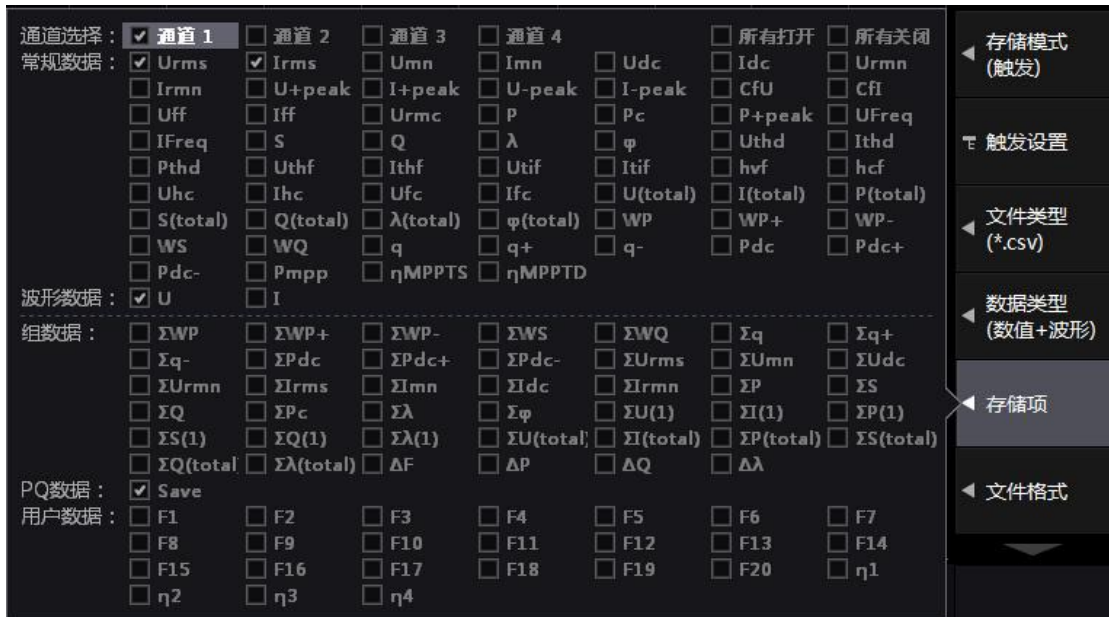 通道选择： 通道 1 通道 2 通道 3 通道 4 所有打开 所有关闭
常规数据： Urms Irms Umn Imn Udc Idc Urmn
Irmn U+peak I+peak U-peak I-peak CfU CfI
Uff Iff Urmc P Pc P+peak UFreq
IFreq S Q λ φ Uthd Ithd
Pthd Uthf Ithf Utif Itif hvf hcf
Uhc Ihc Ufc Ifc U(total) I(total) P(total)
S(total) Q(total) λ(total) φ(total) WP WP+ WP-
WS WQ q q+ q- Pdc Pdc+
Pdc- Pmpp ηMPPTS ηMPPTD
波形数据： U I
组数据： ΣWP ΣWP+ ΣWP- ΣWS ΣWQ Σq Σq+
Σq- ΣPdc ΣPdc+ ΣPdc- ΣUrms ΣUmn ΣUdc
ΣUrmn ΣIrms ΣImn ΣIdc ΣIrmn ΣP ΣS
ΣQ ΣPc Σλ Σφ ΣU(1) ΣI(1) ΣP(1)
ΣS(1) ΣQ(1) Σλ(1) ΣU(total) ΣI(total) ΣP(total) ΣS(total)
ΣQ(total Σλ(total) ΔF ΔP ΔQ Δλ
PQ数据： Save
用户数据： F1 F2 F3 F4 F5 F6 F7
F8 F9 F10 F11 F12 F13 F14
F15 F16 F17 F18 F19 F20 η1
η2 η3 η4
存储模式
(触发)
触发设置
文件类型
(*.csv)
数据类型
(数值+波形)
存储项
文件格式